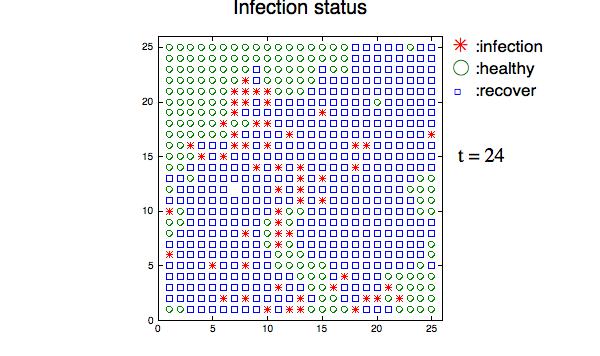 Infection status
25
20
15
10
5
0
0 5 10 15 20 25
:infection
:healthy
:recover
t = 24